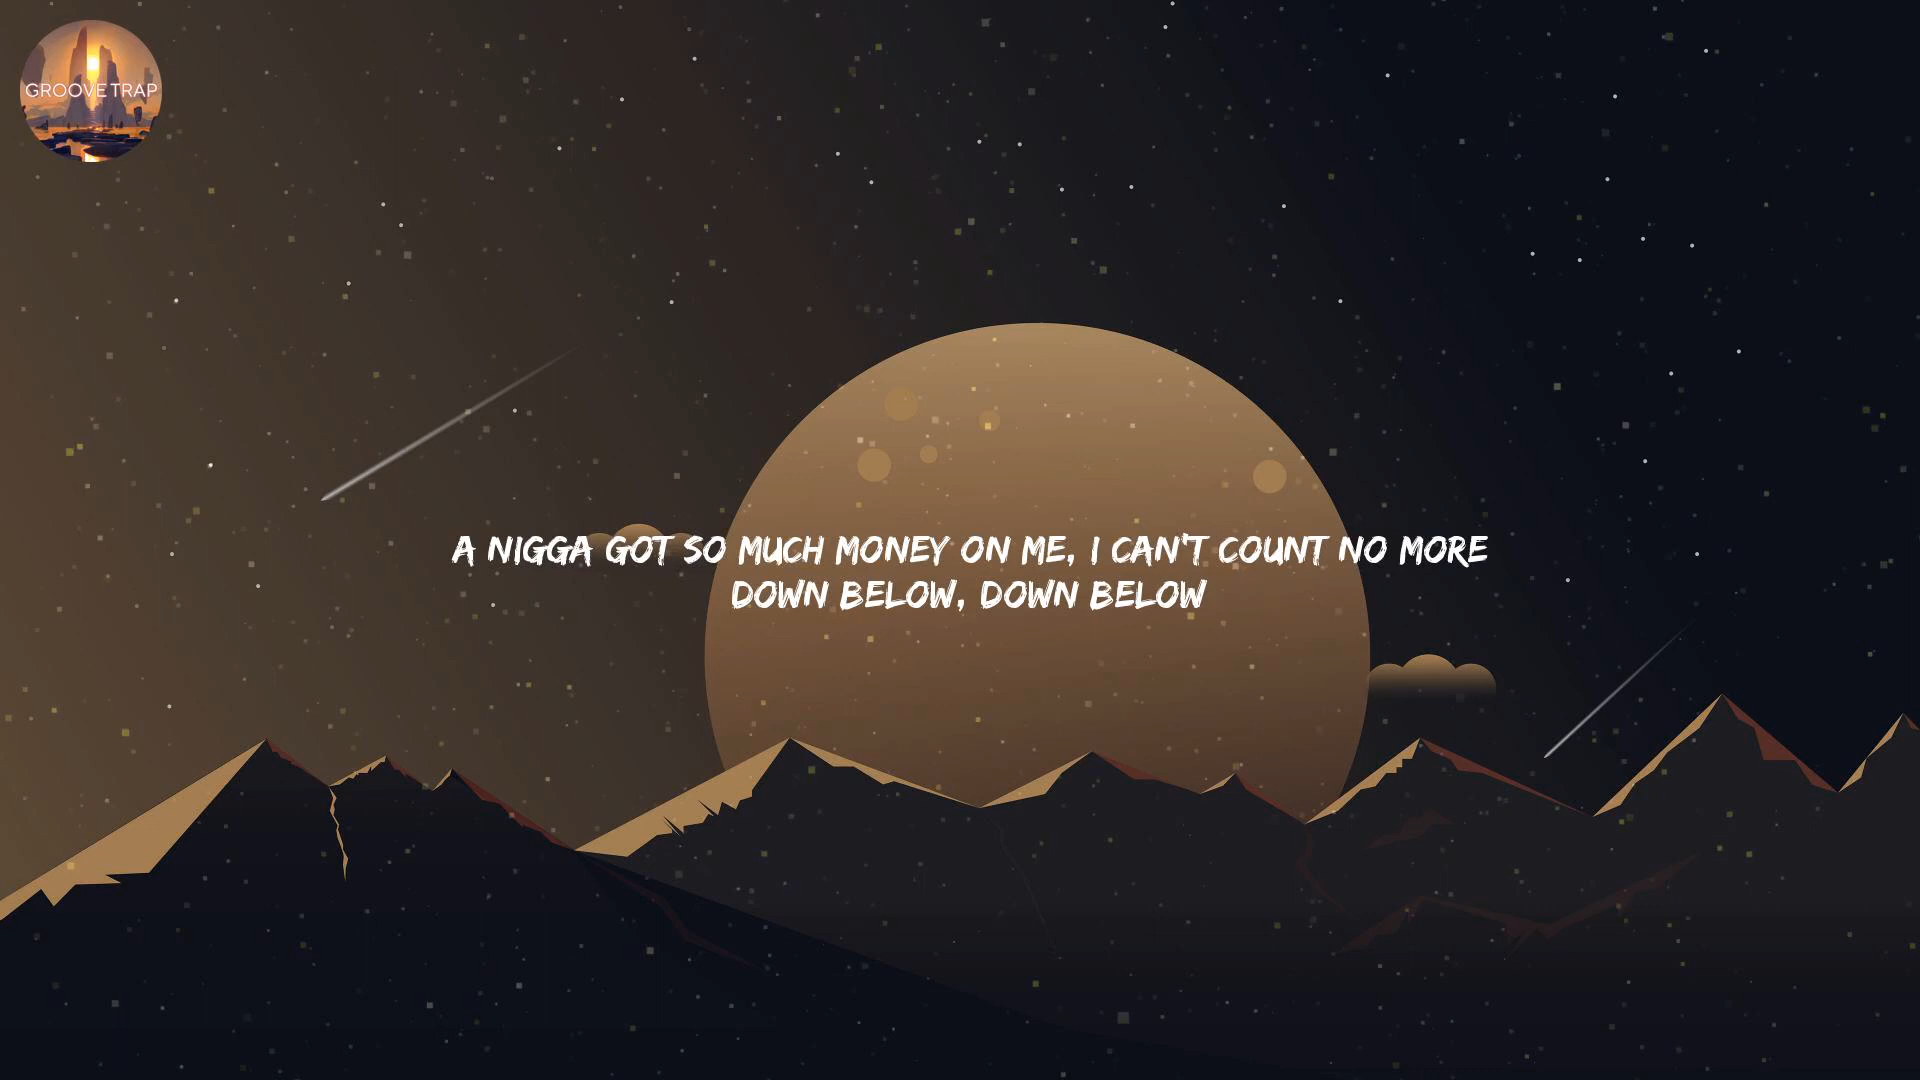 GROOVE TRAP
A NIGGA GOT SO MUCH MONEY ON ME, I CAN'T COUNT NO MORE
DOWN BELOW, DOWN BELOW